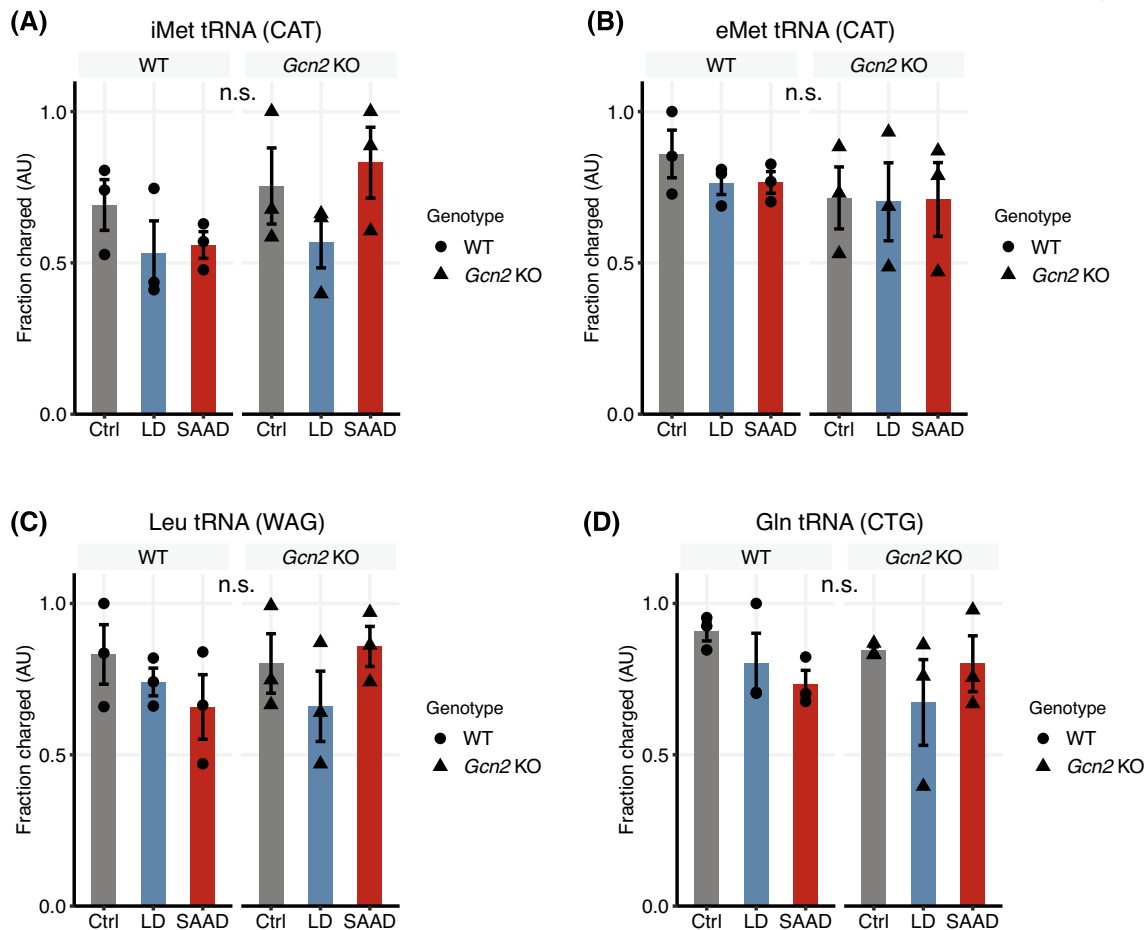 (A)
iMet tRNA (CAT)
WT
Gcn2 KO
n.s.
1.0
0.5
0.0
Fraction charged (AU)
Ctrl LD SAAD Ctrl LD SAAD
Genotype
WT
Gcn2 KO
(B)
eMet tRNA (CAT)
WT
Gcn2 KO
n.s.
1.0
0.5
0.0
Fraction charged (AU)
Ctrl LD SAAD Ctrl LD SAAD
Genotype
WT
Gcn2 KO
(C)
Leu tRNA (WAG)
WT
Gcn2 KO
n.s.
1.0
0.5
0.0
Fraction charged (AU)
Ctrl LD SAAD Ctrl LD SAAD
Genotype
WT
Gcn2 KO
(D)
Gln tRNA (CTG)
WT
Gcn2 KO
n.s.
1.0
0.5
0.0
Fraction charged (AU)
Ctrl LD SAAD Ctrl LD SAAD
Genotype
WT
Gcn2 KO